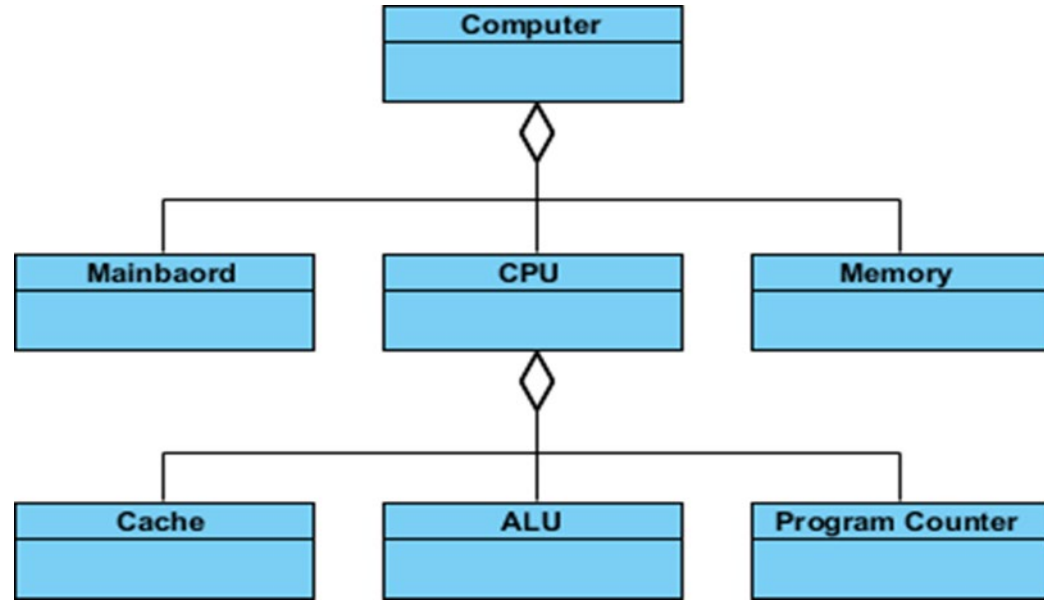 Computer
Mainbaord
CPU
Memory
Cache
ALU
Program Counter